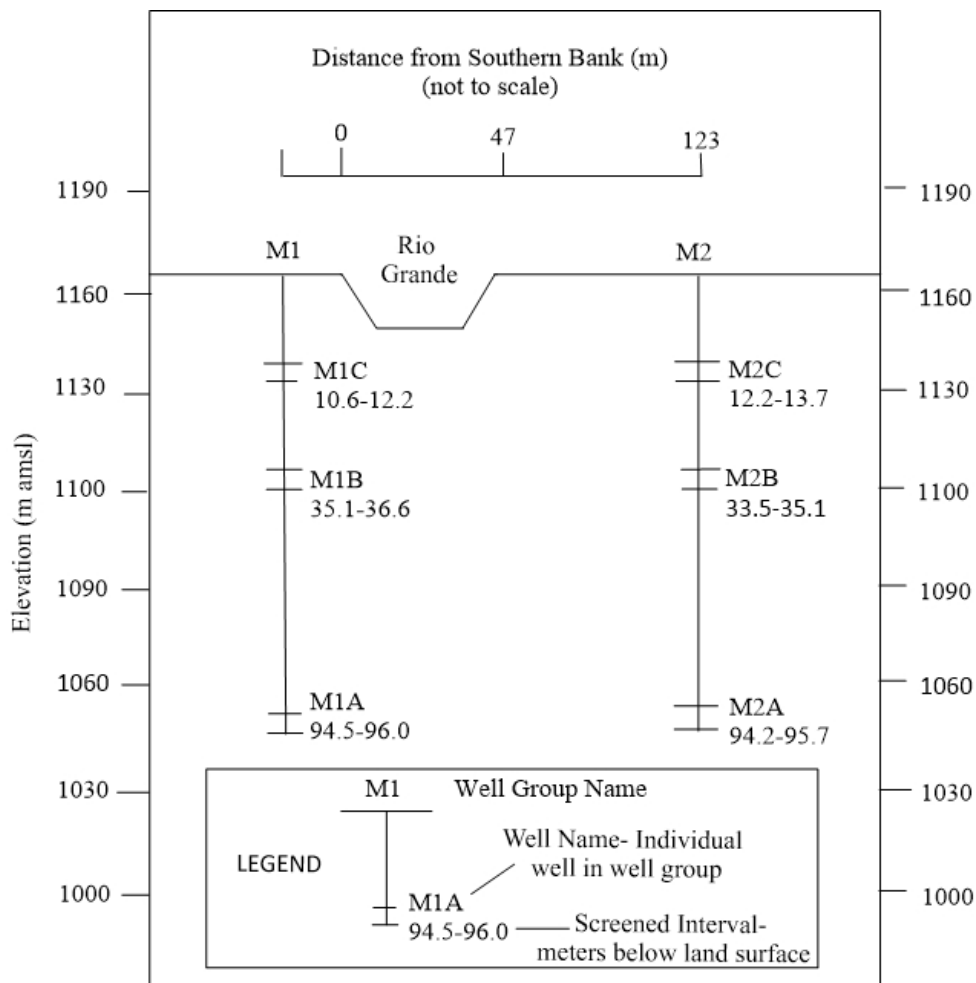 Distance from Southern Bank (m)
(not to scale)
0 47 123
1190 1190
M1 Rio Grande M2
1160 1160
M1C M2C
10.6-12.2 12.2-13.7
1130 1130
M1B M2B
35.1-36.6 33.5-35.1
1100 1100
Elevation (m amsl)
1090 1090
1060 1060
M1A M2A
94.5-96.0 94.2-95.7
1030 1030
M1 Well Group Name
LEGEND
Well Name- Individual
well in well group
1000 1000
M1A
94.5-96.0
Screened Interval-
meters below land surface